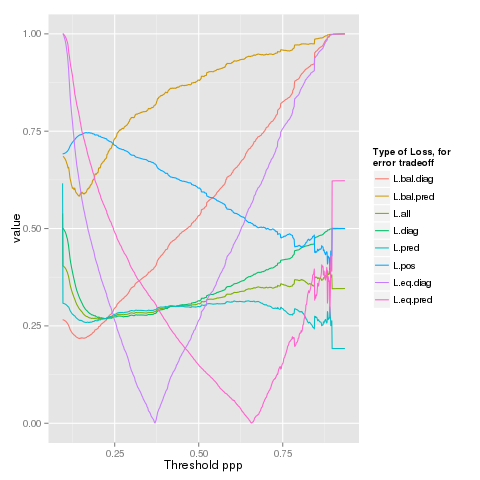 1.00
0.75
0.50
0.25
0.00
value
0.25
0.50
0.75
Threshold ppp
Type of Loss, for
error tradeoff
L.bal.diag
L.bal.pred
L.all
L.diag
L.pred
L.pos
L.eq.diag
L.eq.pred